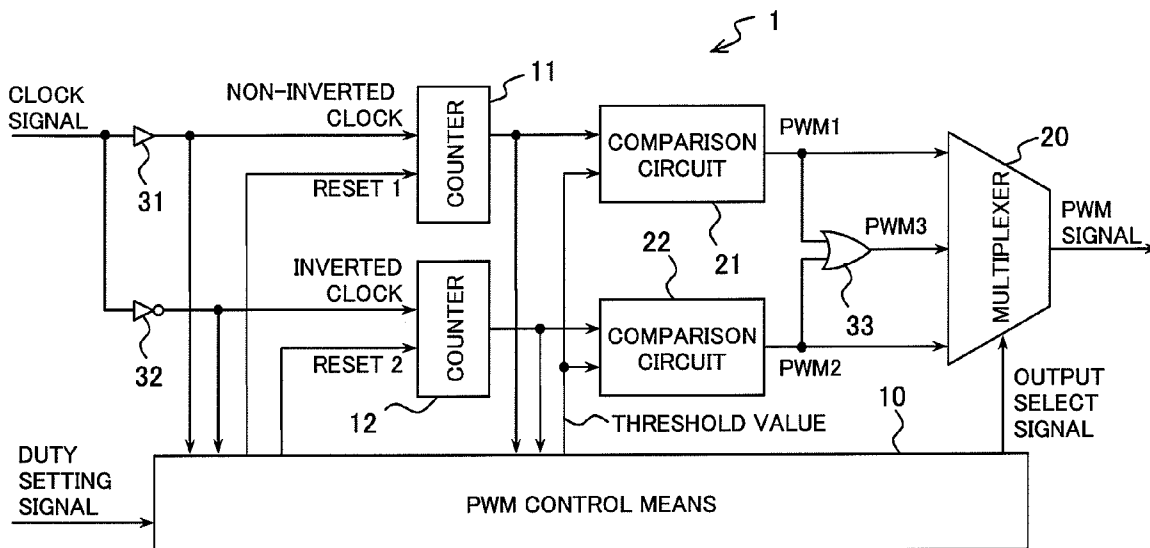 1
CLOCK
SIGNAL
31
NON-INVERTED
CLOCK
RESET 1
COUNTER
11
COMPARISON
CIRCUIT
21
PWM1
PWM3
33
MULTIPLEXER
20
PWM
SIGNAL
32
INVERTED
CLOCK
RESET 2
COUNTER
12
22
COMPARISON
CIRCUIT
PWM2
THRESHOLD VALUE
10
OUTPUT
SELECT
SIGNAL
DUTY
SETTING
SIGNAL
PWM CONTROL MEANS